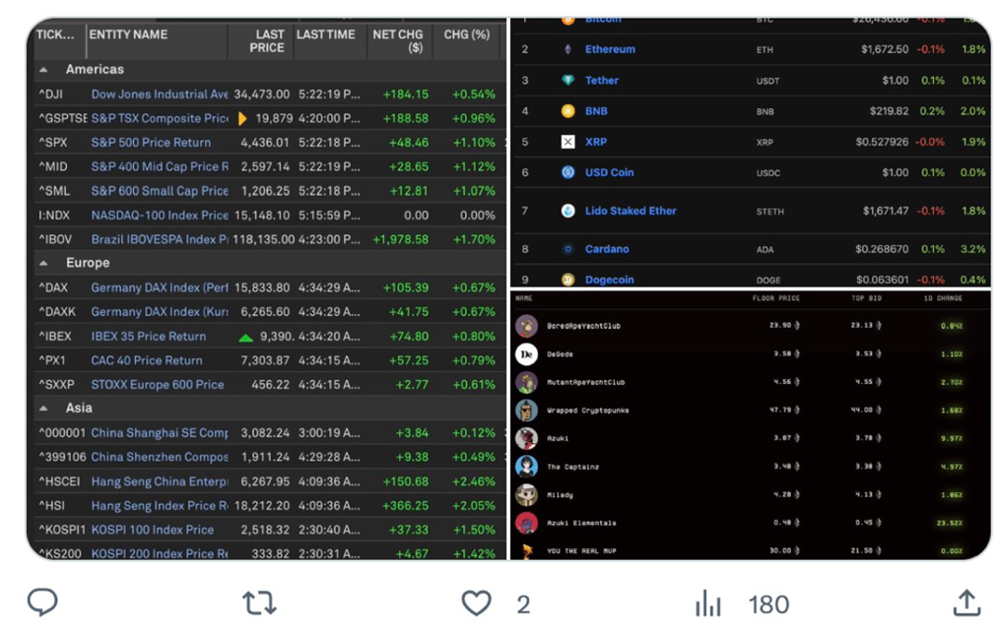 TICK... ENTITY NAME LAST PRICE LAST TIME NET CHG ($) CHG (%)
Americas
^DJI Dow Jones Industrial Ave 34,473.00 5:22:19 P... +184.15 +0.54%
^GSPTSE S&P TSX Composite Price 19,879 4:20:00 P... +188.58 +0.96%
^SPX S&P 500 Price Return 4,436.01 5:22:18 P... +48.46 +1.10%
^MID S&P 400 Mid Cap Price R 2,597.14 5:22:19 P... +28.65 +1.12%
^SML S&P 600 Small Cap Price 1,206.25 5:22:18 P... +12.81 +1.07%
I:NDX NASDAQ-100 Index Price 15,148.10 5:15:59 P... 0.00 0.00%
^IBOV Brazil IBOVESPA Index P 118,135.00 4:23:00 P... +1,978.58 +1.70%
Europe
^DAX Germany DAX Index (Perf 15,833.80 4:34:29 A... +105.39 +0.67%
^DAXK Germany DAX Index (Kurs 6,265.60 4:34:29 A... +41.75 +0.67%
^IBEX IBEX 35 Price Return 9,390. 4:34:20 A... +74.80 +0.80%
^PX1 CAC 40 Price Return 7,303.87 4:34:15 A... +57.25 +0.79%
^SXXP STOXX Europe 600 Price 456.22 4:34:15 A... +2.77 +0.61%
Asia
^000001 China Shanghai SE Comp 3,082.24 3:00:19 A... +3.84 +0.12%
^399106 China Shenzhen Compos 1,911.24 4:29:28 A... +9.38 +0.49%
^HSCEI Hang Seng China Enterp 6,267.95 4:09:36 A... +150.68 +2.46%
^HSI Hang Seng Index Price R 18,212.20 4:09:36 A... +366.25 +2.05%
^KOSPI1 KOSPI 100 Index Price 2,518.32 2:30:40 A... +37.33 +1.50%
^KS200 KOSPI 200 Index Price Re 333.82 2:30:31 A... +4.67 +1.42%
1 Bitcoin BTC -0.1%
2 Ethereum ETH $1,672.50 -0.1% 1.8%
3 Tether USDT $1.00 0.1% 0.1%
4 BNB BNB $219.82 0.2% 2.0%
5 XRP XRP $0.527926 -0.0% 1.9%
6 USD Coin USDC $1.00 0.1% 0.0%
7 Lido Staked Ether STETH $1,671.47 -0.1% 1.8%
8 Cardano ADA $0.268670 0.1% 3.2%
9 Dogecoin DOGE $0.063601 -0.1% 0.4%
NAME FLOOR PRICE TOP BID 1D CHANGE
BoredApeYachtClub 23.90 23.13 0.84%
De DeGods 3.58 3.53 1.10%
MutantApeYachtClub 4.56 4.55 2.70%
Wrapped Cryptopunks 47.79 44.00 1.68%
Azuki 3.87 3.78 9.97%
The Captainz 3.40 3.38 4.97%
Milady 4.28 4.13 1.86%
Azuki Elementals 0.48 0.45 23.52%
YOU THE REAL MVP 30.00 21.50 0.00%
2 180